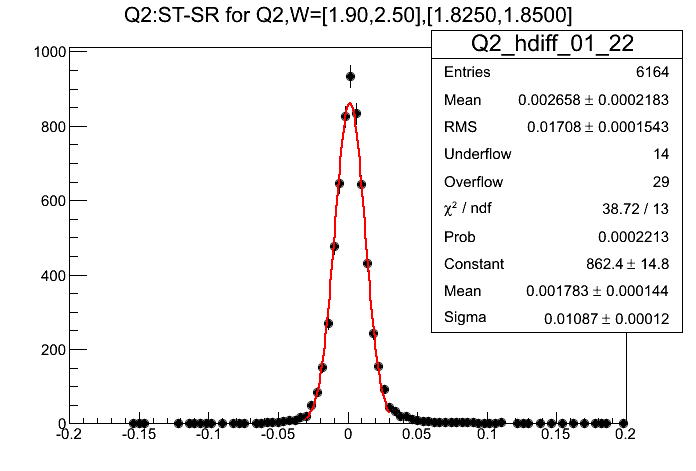 Q2:ST-SR for Q2,W=[1.90,2.50],[1.8250,1.8500]
Q2_hdiff_01_22
Entries 6164
Mean 0.002658 ± 0.0002183
RMS 0.01708 ± 0.0001543
Underflow 14
Overflow 29
χ² / ndf 38.72 / 13
Prob 0.0002213
Constant 862.4 ± 14.8
Mean 0.001783 ± 0.000144
Sigma 0.01087 ± 0.00012
1000
800
600
400
200
0
-0.2 -0.15 -0.1 -0.05 0 0.05 0.1 0.15 0.2